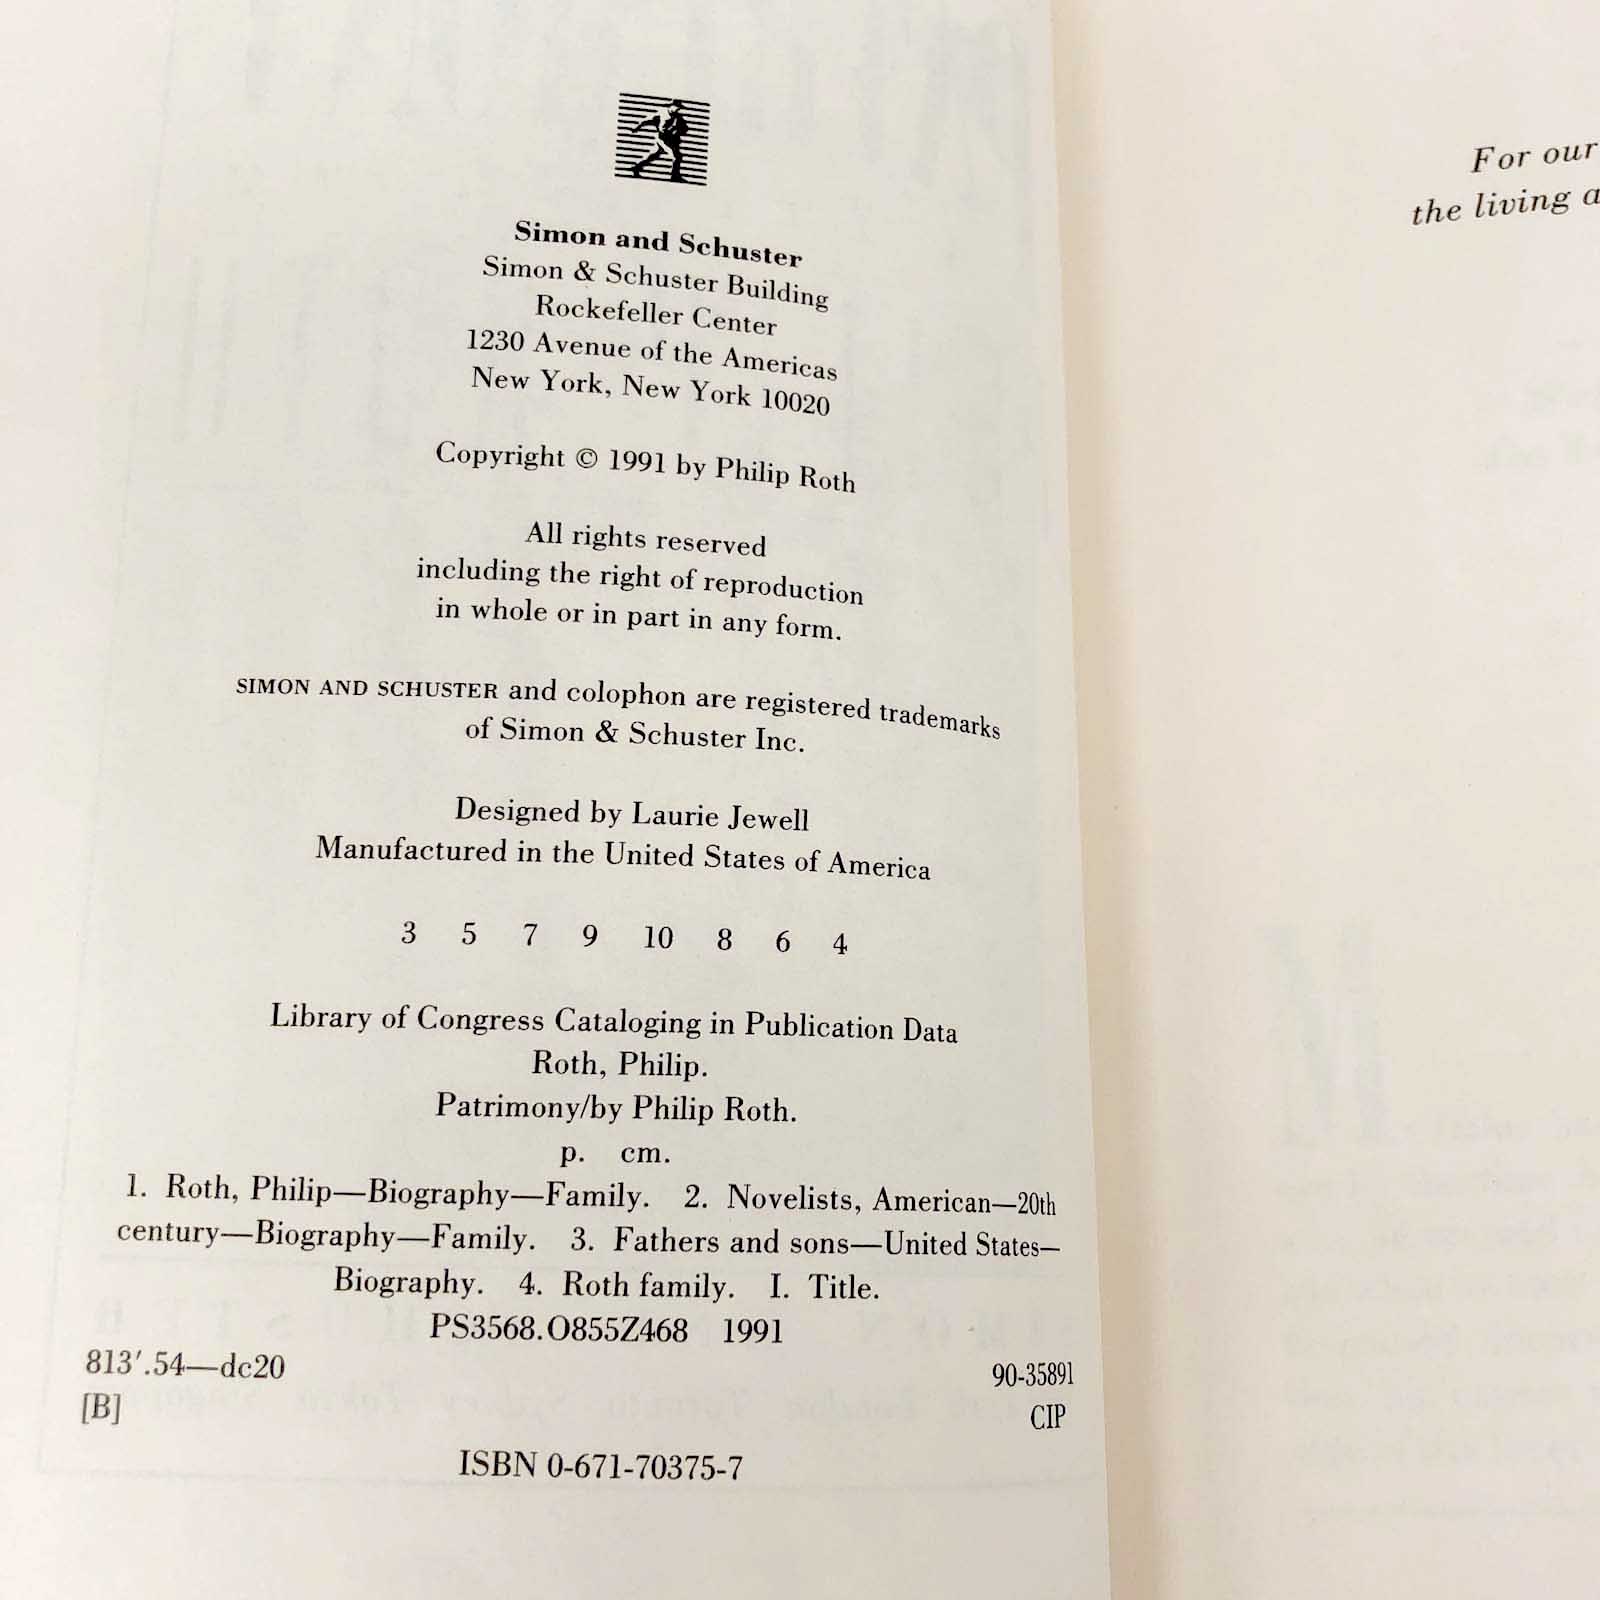 Simon and Schuster
Simon & Schuster Building
Rockefeller Center
1230 Avenue of the Americas
New York, New York 10020
Copyright © 1991 by Philip Roth
All rights reserved
including the right of reproduction
in whole or in part in any form.
SIMON AND SCHUSTER and colophon are registered trademarks
of Simon & Schuster Inc.
Designed by Laurie Jewell
Manufactured in the United States of America
3 5 7 9 10 8 6 4
Library of Congress Cataloging in Publication Data
Roth, Philip.
Patrimony/by Philip Roth.
p. cm.
1. Roth, Philip—Biography—Family. 2. Novelists, American—20th
century—Biography—Family. 3. Fathers and sons—United States—
Biography. 4. Roth family. I. Title.
PS3568.O855Z468 1991
813′.54—dc20 90-35891
[B] CIP
ISBN 0-671-70375-7
For our
the living